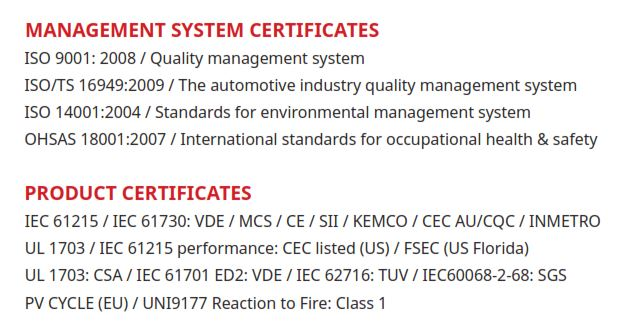 MANAGEMENT SYSTEM CERTIFICATES
ISO 9001: 2008 / Quality management system
ISO/TS 16949:2009 / The automotive industry quality management system
ISO 14001:2004 / Standards for environmental management system
OHSAS 18001:2007 / International standards for occupational health & safety
PRODUCT CERTIFICATES
IEC 61215 / IEC 61730: VDE / MCS / CE / SII / KEMCO / CEC AU/CQC / INMETRO
UL 1703 / IEC 61215 performance: CEC listed (US) / FSEC (US Florida)
UL 1703: CSA / IEC 61701 ED2: VDE / IEC 62716: TUV / IEC60068-2-68: SGS
PV CYCLE (EU) / UNI9177 Reaction to Fire: Class 1